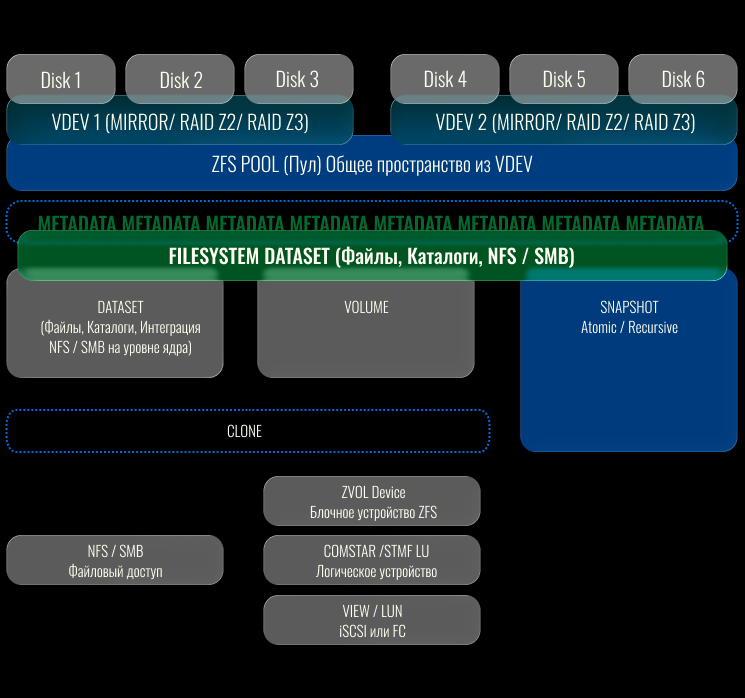 Disk 1
Disk 2
Disk 3
Disk 4
Disk 5
Disk 6
VDEV 1 (MIRROR/ RAID Z2/ RAID Z3)
VDEV 2 (MIRROR/ RAID Z2/ RAID Z3)
ZFS POOL (Пул) Общее пространство из VDEV
METADATA METADATA METADATA METADATA METADATA METADATA METADATA METADATA
FILESYSTEM DATASET (Файлы, Каталоги, NFS / SMB)
DATASET
(Файлы, Каталоги, Интеграция
NFS / SMB на уровне ядра)
VOLUME
SNAPSHOT
Atomic / Recursive
CLONE
ZVOL Device
Блочное устройство ZFS
NFS / SMB
Файловый доступ
COMSTAR /STMF LU
Логическое устройство
VIEW / LUN
iSCSI или FC